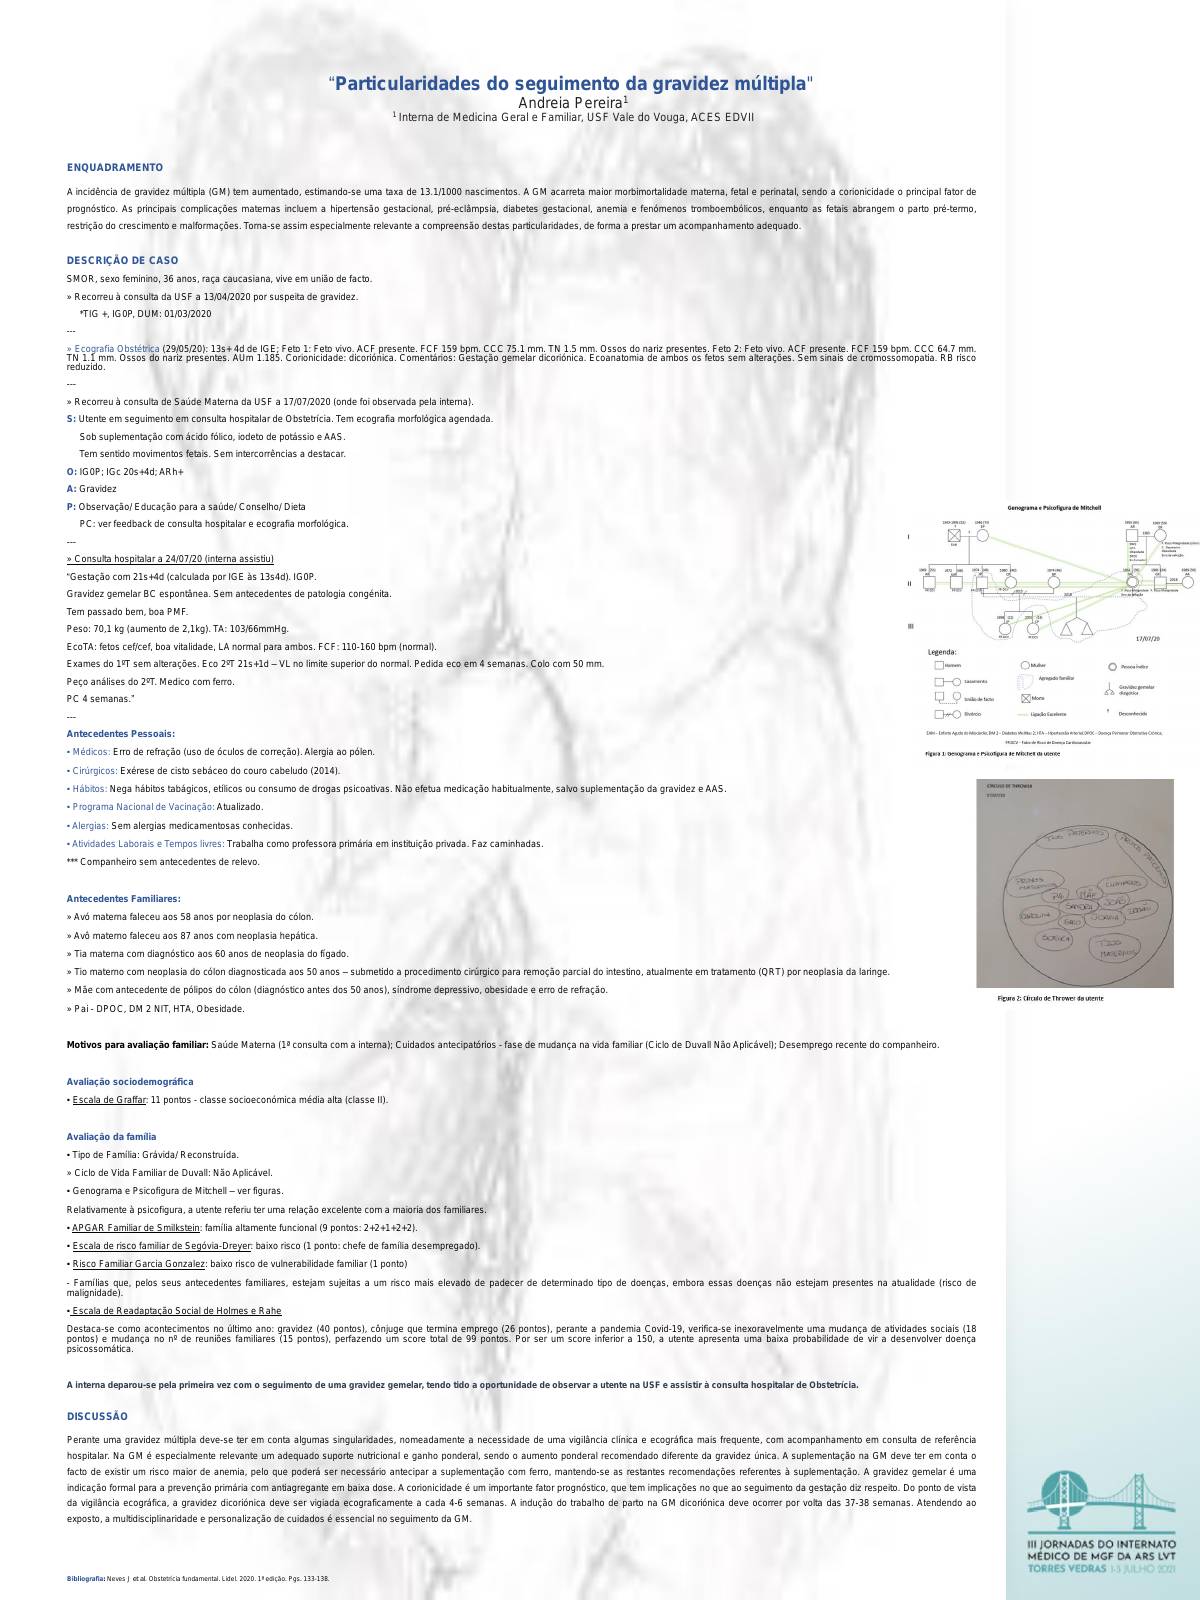 "Particularidades do seguimento da gravidez múltipla"
Andreia Pereira¹
¹ Interna de Medicina Geral e Familiar, USF Vale do Vouga, ACES EDVII
ENQUADRAMENTO
A incidência de gravidez múltipla (GM) tem aumentado, estimando-se uma taxa de 13.1/1000 nascimentos. A GM acarreta maior morbimortalidade materna, fetal e perinatal, sendo a corionicidade o principal fator de
prognóstico. As principais complicações maternas incluem a hipertensão gestacional, pré-eclâmpsia, diabetes gestacional, anemia e fenómenos tromboembólicos, enquanto as fetais abrangem o parto pré-termo,
restrição do crescimento e malformações. Torna-se assim especialmente relevante a compreensão destas particularidades, de forma a prestar um acompanhamento adequado.
DESCRIÇÃO DE CASO
SMOR, sexo feminino, 36 anos, raça caucasiana, vive em união de facto.
» Recorreu à consulta da USF a 13/04/2020 por suspeita de gravidez.
*TIG +, IG0P, DUM: 01/03/2020
---
» Ecografia Obstétrica (29/05/20): 13s+4d de IGE; Feto 1: Feto vivo. ACF presente. FCF 159 bpm. CCC 75.1 mm. TN 1.5 mm. Ossos do nariz presentes. Feto 2: Feto vivo. ACF presente. FCF 159 bpm. CCC 64.7 mm.
TN 1.1 mm. Ossos do nariz presentes. AUm 1.185. Corionicidade: dicoriónica. Comentários: Gestação gemelar dicoriónica. Ecoanatomia de ambos os fetos sem alterações. Sem sinais de cromossomopatia. RB risco
reduzido.
---
» Recorreu à consulta de Saúde Materna da USF a 17/07/2020 (onde foi observada pela interna).
S: Utente em seguimento em consulta hospitalar de Obstetrícia. Tem ecografia morfológica agendada.
Sob suplementação com ácido fólico, iodeto de potássio e AAS.
Tem sentido movimentos fetais. Sem intercorrências a destacar.
O: IG0P; IGc 20s+4d; ARh+
A: Gravidez
P: Observação/ Educação para a saúde/ Conselho/ Dieta
PC: ver feedback de consulta hospitalar e ecografia morfológica.
---
» Consulta hospitalar a 24/07/20 (interna assistiu)
"Gestação com 21s+4d (calculada por IGE às 13s4d). IG0P.
Gravidez gemelar BC espontânea. Sem antecedentes de patologia congénita.
Tem passado bem, boa PMF.
Peso: 70,1 kg (aumento de 2,1kg). TA: 103/66mmHg.
EcoTA: fetos cef/cef, boa vitalidade, LA normal para ambos. FCF: 110-160 bpm (normal).
Exames do 1ºT sem alterações. Eco 2ºT 21s+1d – VL no limite superior do normal. Pedida eco em 4 semanas. Colo com 50 mm.
Peço análises do 2ºT. Medico com ferro.
PC 4 semanas."
---
Antecedentes Pessoais:
▪ Médicos: Erro de refração (uso de óculos de correção). Alergia ao pólen.
▪ Cirúrgicos: Exérese de cisto sebáceo do couro cabeludo (2014).
▪ Hábitos: Nega hábitos tabágicos, etílicos ou consumo de drogas psicoativas. Não efetua medicação habitualmente, salvo suplementação da gravidez e AAS.
▪ Programa Nacional de Vacinação: Atualizado.
▪ Alergias: Sem alergias medicamentosas conhecidas.
▪ Atividades Laborais e Tempos livres: Trabalha como professora primária em instituição privada. Faz caminhadas.
*** Companheiro sem antecedentes de relevo.
Antecedentes Familiares:
» Avó materna faleceu aos 58 anos por neoplasia do cólon.
» Avô materno faleceu aos 87 anos com neoplasia hepática.
» Tia materna com diagnóstico aos 60 anos de neoplasia do fígado.
» Tio materno com neoplasia do cólon diagnosticada aos 50 anos – submetido a procedimento cirúrgico para remoção parcial do intestino, atualmente em tratamento (QRT) por neoplasia da laringe.
» Mãe com antecedente de pólipos do cólon (diagnóstico antes dos 50 anos), síndrome depressivo, obesidade e erro de refração.
» Pai - DPOC, DM 2 NIT, HTA, Obesidade.
Motivos para avaliação familiar: Saúde Materna (1ª consulta com a interna); Cuidados antecipatórios - fase de mudança na vida familiar (Ciclo de Duvall Não Aplicável); Desemprego recente do companheiro.
Avaliação sociodemográfica
▪ Escala de Graffar: 11 pontos - classe socioeconómica média alta (classe II).
Avaliação da família
▪ Tipo de Família: Grávida/ Reconstruída.
» Ciclo de Vida Familiar de Duvall: Não Aplicável.
▪ Genograma e Psicofigura de Mitchell – ver figuras.
Relativamente à psicofigura, a utente referiu ter uma relação excelente com a maioria dos familiares.
▪ APGAR Familiar de Smilkstein: família altamente funcional (9 pontos: 2+2+1+2+2).
▪ Escala de risco familiar de Segóvia-Dreyer: baixo risco (1 ponto: chefe de família desempregado).
▪ Risco Familiar Garcia Gonzalez: baixo risco de vulnerabilidade familiar (1 ponto)
- Famílias que, pelos seus antecedentes familiares, estejam sujeitas a um risco mais elevado de padecer de determinado tipo de doenças, embora essas doenças não estejam presentes na atualidade (risco de
malignidade).
▪ Escala de Readaptação Social de Holmes e Rahe
Destaca-se como acontecimentos no último ano: gravidez (40 pontos), cônjuge que termina emprego (26 pontos), perante a pandemia Covid-19, verifica-se inexoravelmente uma mudança de atividades sociais (18
pontos) e mudança no nº de reuniões familiares (15 pontos), perfazendo um score total de 99 pontos. Por ser um score inferior a 150, a utente apresenta uma baixa probabilidade de vir a desenvolver doença
psicossomática.
A interna deparou-se pela primeira vez com o seguimento de uma gravidez gemelar, tendo tido a oportunidade de observar a utente na USF e assistir à consulta hospitalar de Obstetrícia.
DISCUSSÃO
Perante uma gravidez múltipla deve-se ter em conta algumas singularidades, nomeadamente a necessidade de uma vigilância clínica e ecográfica mais frequente, com acompanhamento em consulta de referência
hospitalar. Na GM é especialmente relevante um adequado suporte nutricional e ganho ponderal, sendo o aumento ponderal recomendado diferente da gravidez única. A suplementação na GM deve ter em conta o
facto de existir um risco maior de anemia, pelo que poderá ser necessário antecipar a suplementação com ferro, mantendo-se as restantes recomendações referentes à suplementação. A gravidez gemelar é uma
indicação formal para a prevenção primária com antiagregante em baixa dose. A corionicidade é um importante fator prognóstico, que tem implicações no que ao seguimento da gestação diz respeito. Do ponto de vista
da vigilância ecográfica, a gravidez dicoriónica deve ser vigiada ecograficamente a cada 4-6 semanas. A indução do trabalho de parto na GM dicoriónica deve ocorrer por volta das 37-38 semanas. Atendendo ao
exposto, a multidisciplinaridade e personalização de cuidados é essencial no seguimento da GM.
Bibliografia: Neves J et al. Obstetrícia fundamental. Lidel. 2020. 1ª edição. Pgs. 133-138.
Genograma e Psicofigura de Mitchell
I
II
III
17/07/20
Legenda:
Homem
Mulher
Pessoa índice
Casamento
Agregado familiar
Gravidez gemelar
dizigótica
União de facto
Morte
Divórcio
Ligação Excelente
?
Desconhecido
EAM – Enfarte Agudo do Miocárdio; DM 2 – Diabetes Mellitus 2; HTA – Hipertensão Arterial; DPOC – Doença Pulmonar Obstrutiva Crónica;
FR DCV – Fator de Risco de Doença Cardiovascular
Figura 1: Genograma e Psicofigura de Mitchell da utente
CÍRCULO DE THROWER
TIOS PATERNOS
PRIMOS PATERNOS
PRIMOS
MATERNOS
CUNHADOS
PAI
MÃE
SANDRA
JOÃO
CAROLINA
JOANA
TIOS
MATERNOS
Figura 2: Círculo de Thrower da utente
III JORNADAS DO INTERNATO
MÉDICO DE MGF DA ARS LVT
TORRES VEDRAS 1-3 JULHO 2021